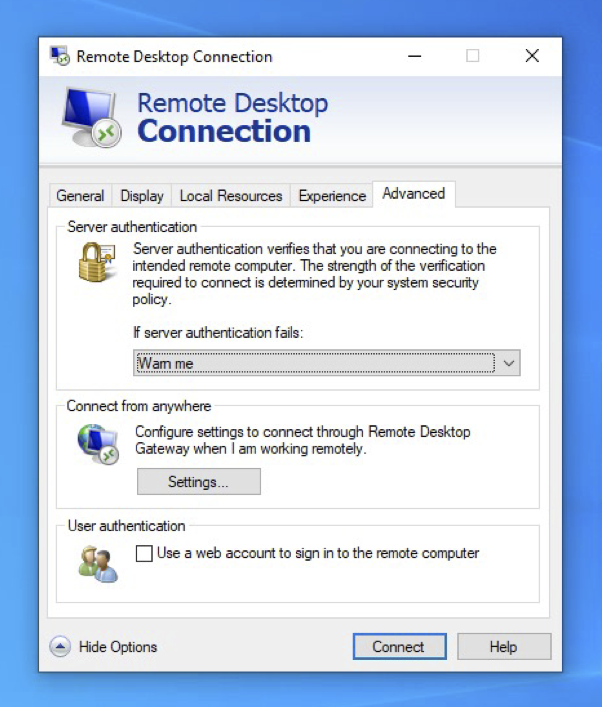 Remote Desktop Connection
Remote Desktop
Connection
General Display Local Resources Experience Advanced
Server authentication
Server authentication verifies that you are connecting to the
intended remote computer. The strength of the verification
required to connect is determined by your system security
policy.
If server authentication fails:
Warn me
Connect from anywhere
Configure settings to connect through Remote Desktop
Gateway when I am working remotely.
Settings...
User authentication
Use a web account to sign in to the remote computer
Hide Options Connect Help